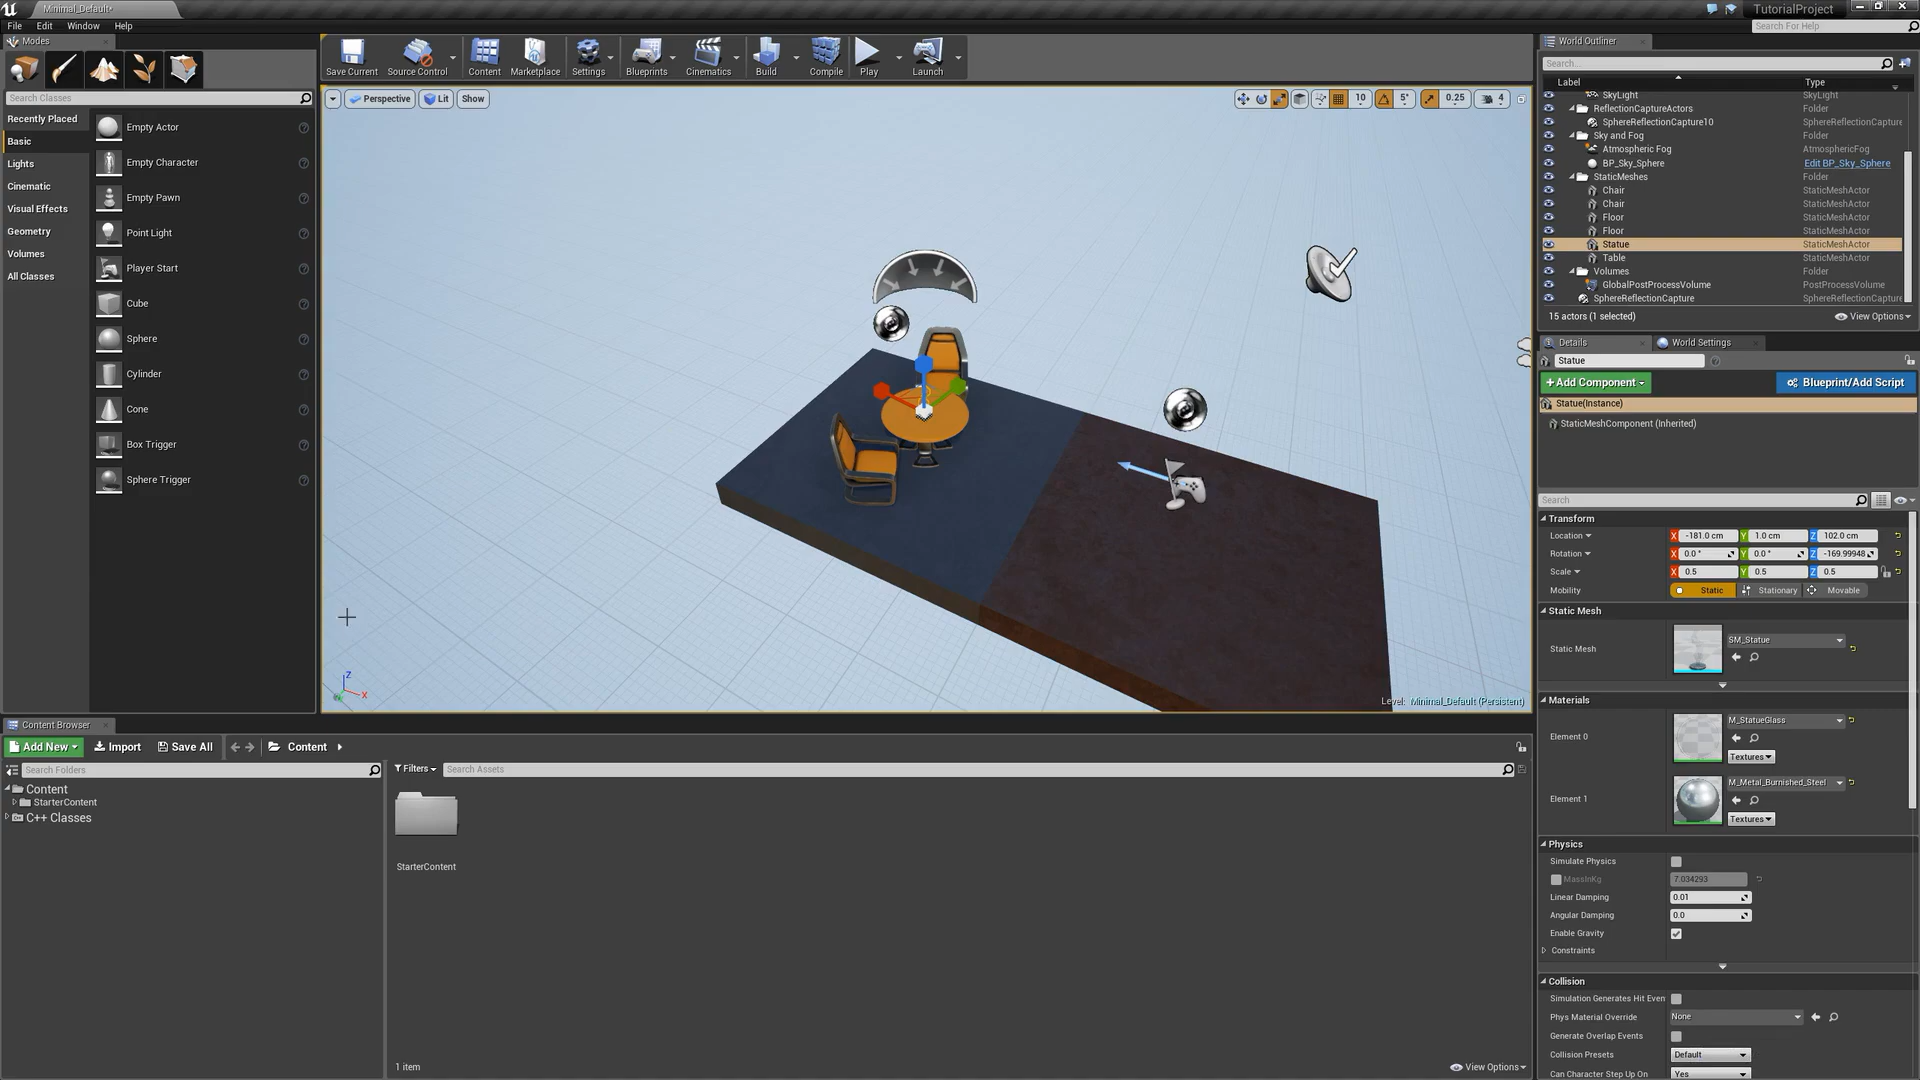 Minimal_Default*
TutorialProject
File Edit Window Help
Search For Help
Modes
Search Classes
Recently Placed
Basic
Lights
Cinematic
Visual Effects
Geometry
Volumes
All Classes
Empty Actor
Empty Character
Empty Pawn
Point Light
Player Start
Cube
Sphere
Cylinder
Cone
Box Trigger
Sphere Trigger
Save Current Source Control Content Marketplace Settings Blueprints Cinematics Build Compile Play Launch
Perspective Lit Show
10 5° 0.25 4
Z
X
Level: Minimal_Default (Persistent)
World Outliner
Search...
Label Type
SkyLight SkyLight
ReflectionCaptureActors Folder
SphereReflectionCapture10 SphereReflectionCapture
Sky and Fog Folder
Atmospheric Fog AtmosphericFog
BP_Sky_Sphere Edit BP_Sky_Sphere
StaticMeshes Folder
Chair StaticMeshActor
Chair StaticMeshActor
Floor StaticMeshActor
Floor StaticMeshActor
Statue StaticMeshActor
Table StaticMeshActor
Volumes Folder
GlobalPostProcessVolume PostProcessVolume
SphereReflectionCapture SphereReflectionCapture
15 actors (1 selected) View Options
Details World Settings
Statue
+Add Component Blueprint/Add Script
Statue(Instance)
StaticMeshComponent (Inherited)
Search
Transform
Location X -181.0 cm Y 1.0 cm Z 102.0 cm
Rotation X 0.0 ° Y 0.0 ° Z -169.99948
Scale X 0.5 Y 0.5 Z 0.5
Mobility Static Stationary Movable
Static Mesh
Static Mesh SM_Statue
Materials
Element 0 M_StatueGlass
Textures
Element 1 M_Metal_Burnished_Steel
Textures
Physics
Simulate Physics
MassInKg 7.034293
Linear Damping 0.01
Angular Damping 0.0
Enable Gravity
Constraints
Collision
Simulation Generates Hit Even
Phys Material Override None
Generate Overlap Events
Collision Presets Default
Can Character Step Up On Yes
Content Browser
Add New Import Save All Content
Search Folders
Content
StarterContent
C++ Classes
Filters Search Assets
StarterContent
1 item View Options